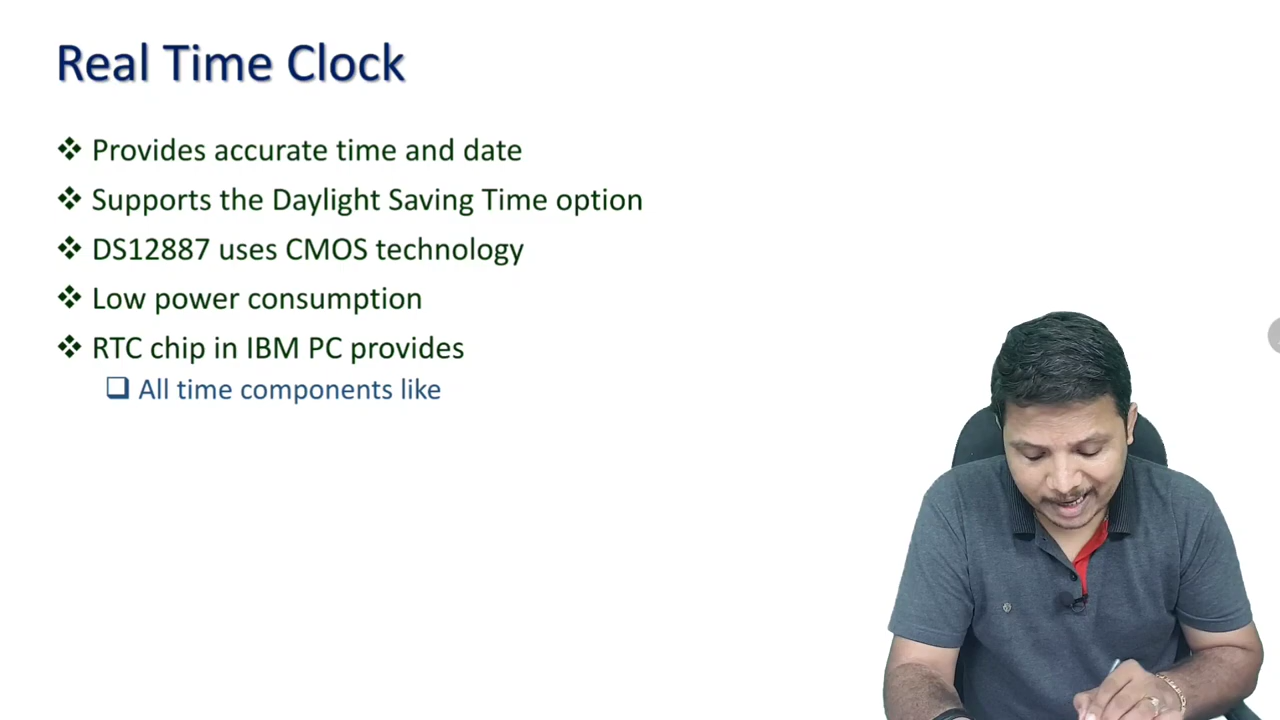 Real Time Clock
Provides accurate time and date
Supports the Daylight Saving Time option
DS12887 uses CMOS technology
Low power consumption
RTC chip in IBM PC provides
All time components like